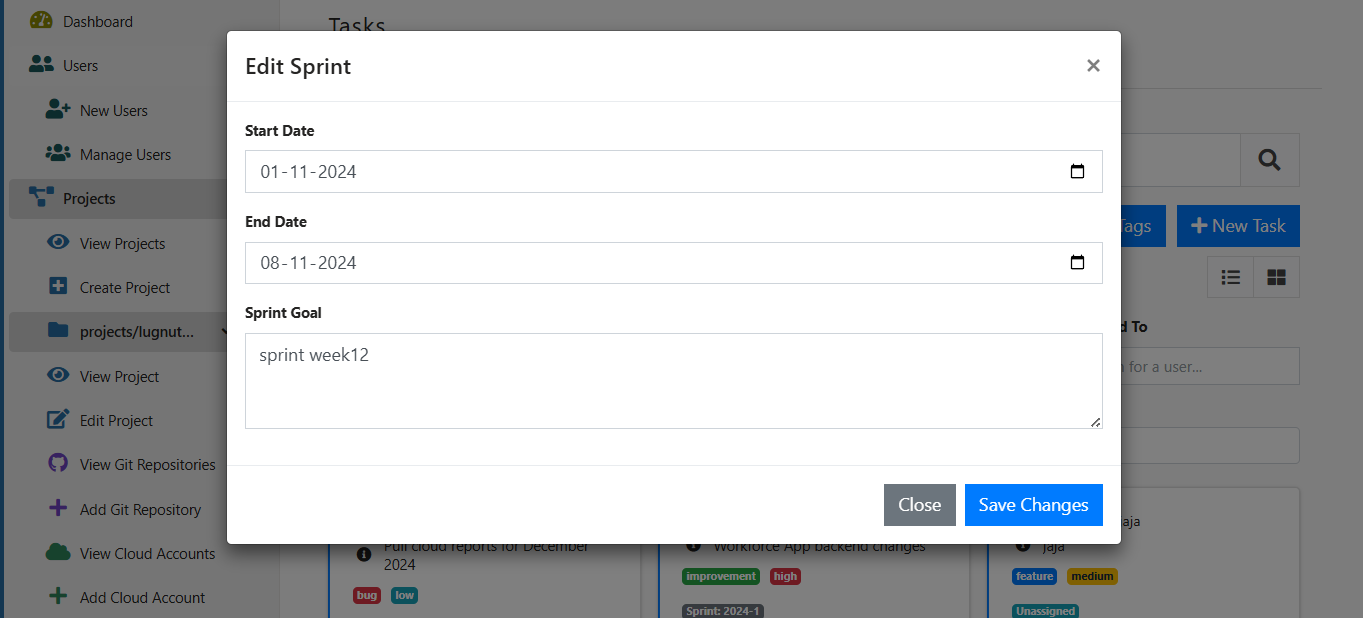 Dashboard
Users
New Users
Manage Users
Projects
View Projects
Create Project
projects/lugnut...
View Project
Edit Project
View Git Repositories
Add Git Repository
View Cloud Accounts
Add Cloud Account
Tasks
Edit Sprint
×
Start Date
01-11-2024
End Date
08-11-2024
Sprint Goal
sprint week12
Close
Save Changes
Tags
New Task
d To
for a user...
Pull cloud reports for December
2024
bug low
Workforce App backend changes
improvement high
Sprint: 2024-1
jaja
feature medium
Unassigned